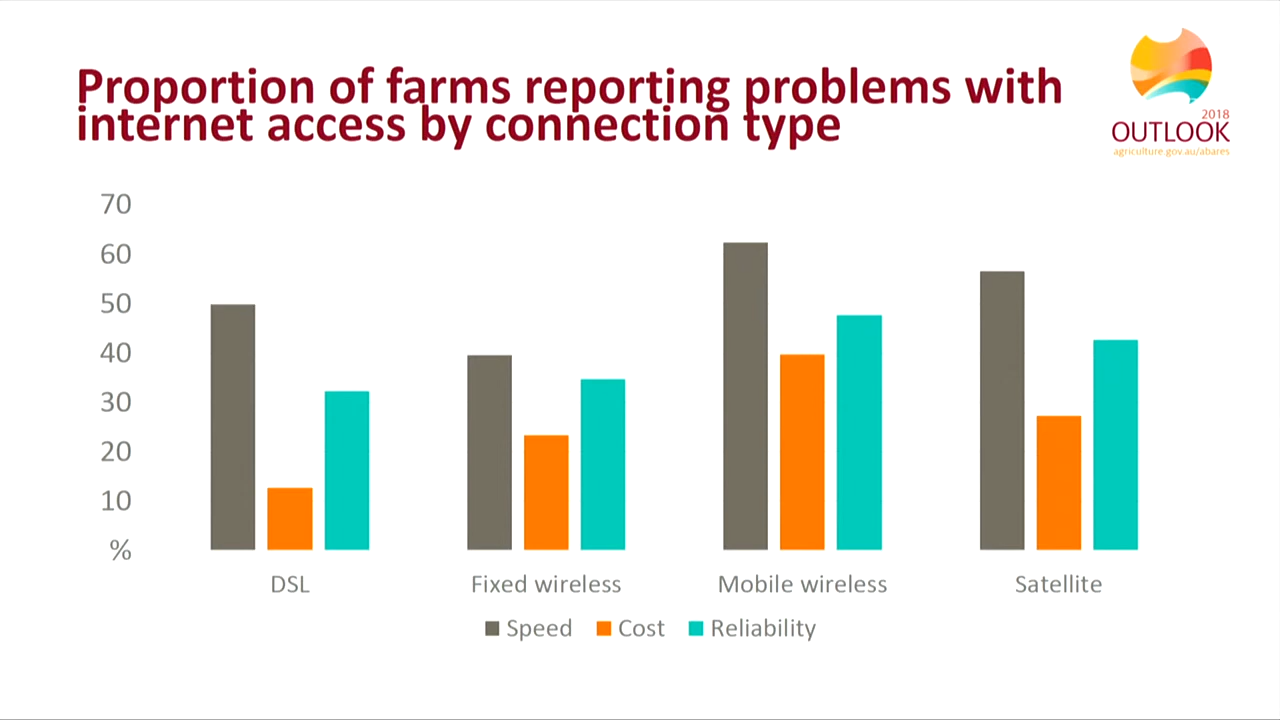 Proportion of farms reporting problems with
internet access by connection type
2018
OUTLOOK
agriculture.gov.au/abares
70
60
50
40
30
20
10
%
DSL Fixed wireless Mobile wireless Satellite
Speed Cost Reliability